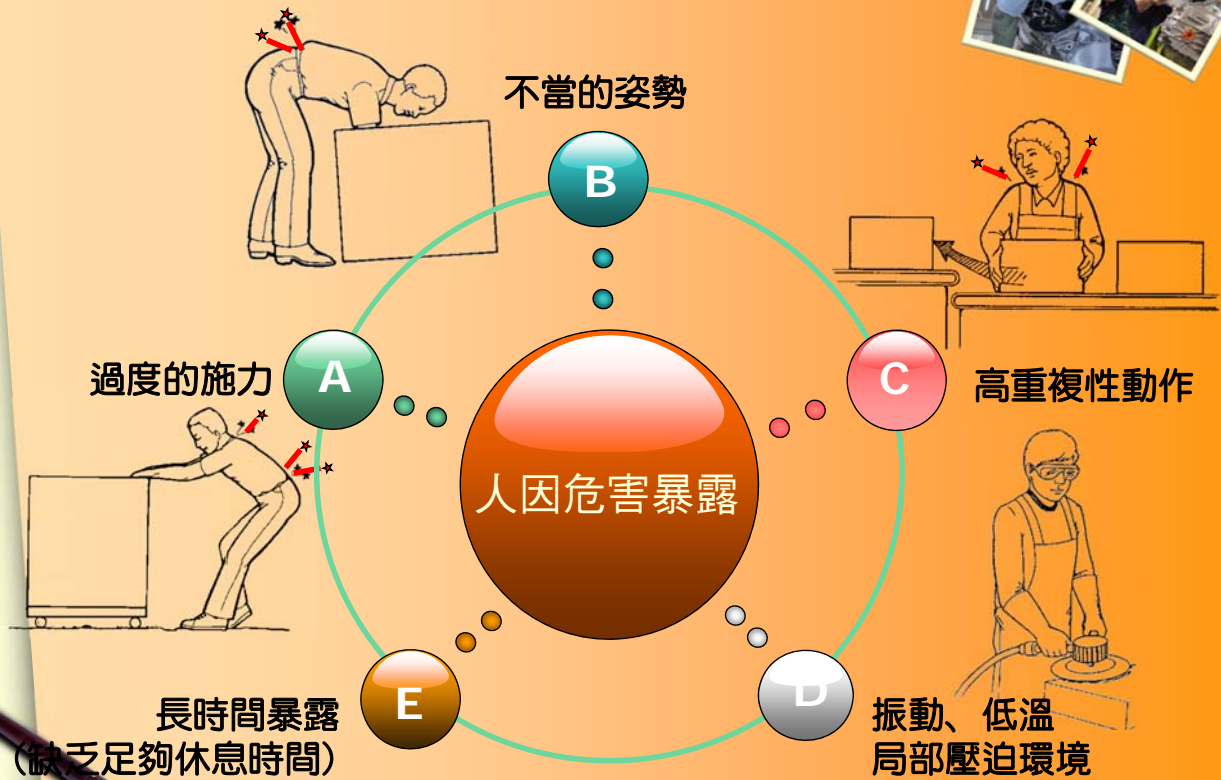 不當的姿勢
B
A
過度的施力
C
高重複性動作
人因危害暴露
E
長時間暴露
(缺乏足夠休息時間)
D
振動、低溫
局部壓迫環境